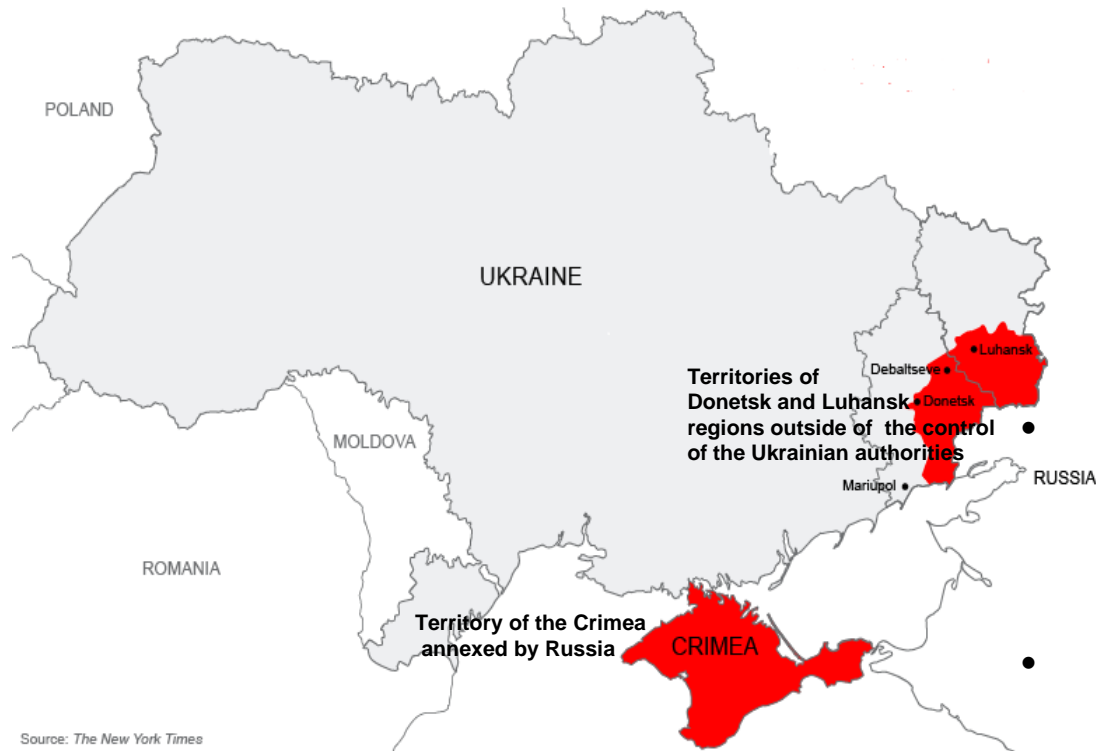 POLAND
UKRAINE
Luhansk
Debaltseve
Territories of
Donetsk and Luhansk
Donetsk
regions outside of the control
of the Ukrainian authorities
MOLDOVA
RUSSIA
Mariupol
ROMANIA
Territory of the Crimea
annexed by Russia
CRIMEA
Source: The New York Times